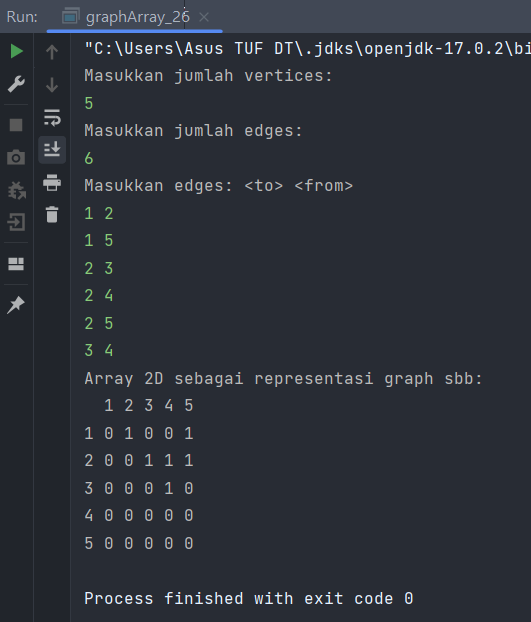 Run: graphArray_26
"C:\Users\Asus TUF DT\.jdks\openjdk-17.0.2\bi
Masukkan jumlah vertices:
5
Masukkan jumlah edges:
6
Masukkan edges: <to> <from>
1 2
1 5
2 3
2 4
2 5
3 4
Array 2D sebagai representasi graph sbb:
  1 2 3 4 5
1 0 1 0 0 1
2 0 0 1 1 1
3 0 0 0 1 0
4 0 0 0 0 0
5 0 0 0 0 0
Process finished with exit code 0